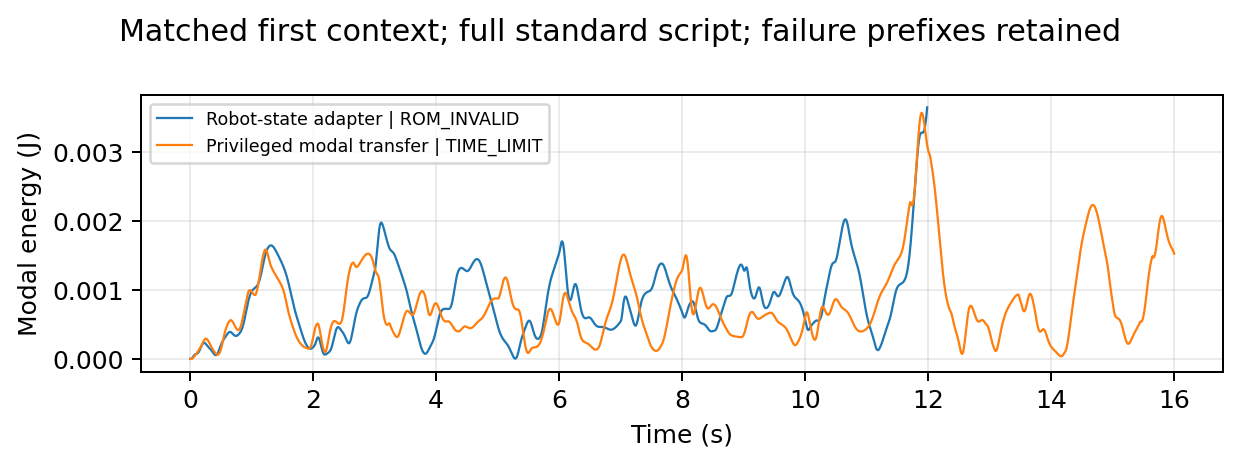 Matched first context; full standard script; failure prefixes retained
Robot-state adapter | ROM_INVALID
Privileged modal transfer | TIME_LIMIT
Modal energy (J)
0.003
0.002
0.001
0.000
0 2 4 6 8 10 12 14 16
Time (s)